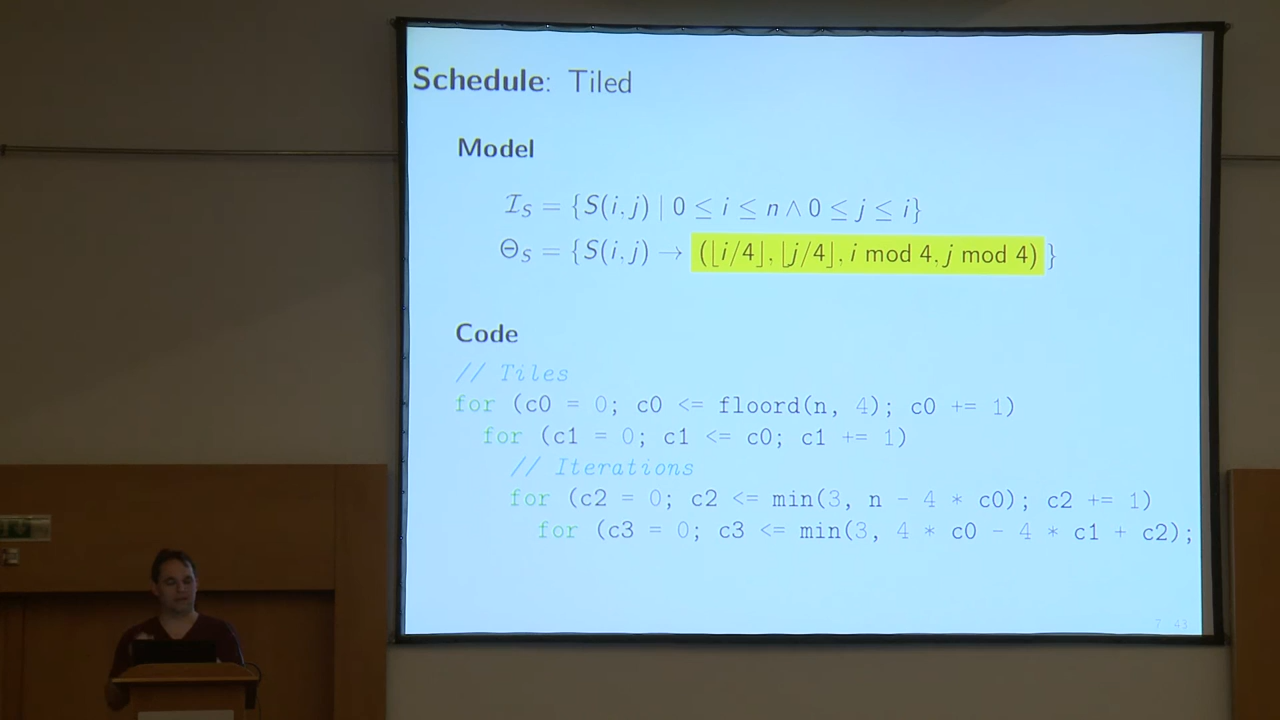 Schedule: Tiled
Model
I_S = {S(i,j) | 0 ≤ i ≤ n ∧ 0 ≤ j ≤ i}
Θ_S = {S(i,j) → (⌊i/4⌋, ⌊j/4⌋, i mod 4, j mod 4) }
Code
// Tiles
for (c0 = 0; c0 <= floord(n, 4); c0 += 1)
for (c1 = 0; c1 <= c0; c1 += 1)
// Iterations
for (c2 = 0; c2 <= min(3, n - 4 * c0); c2 += 1)
for (c3 = 0; c3 <= min(3, 4 * c0 - 4 * c1 + c2);
7 43